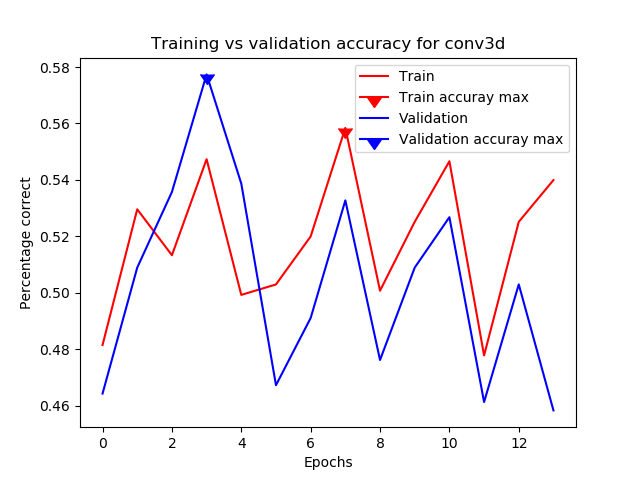 Training vs validation accuracy for conv3d
Percentage correct
0.58
0.56
0.54
0.52
0.50
0.48
0.46
Train
Train accuray max
Validation
Validation accuray max
0 2 4 6 8 10 12
Epochs